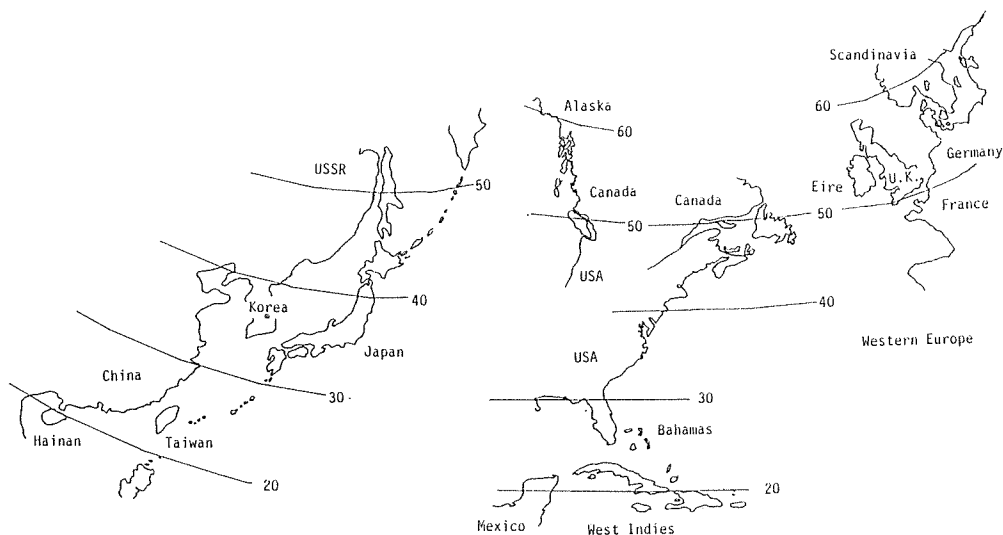 Scandinavia
Alaska
60
60
Germany
USSR
U.K.
Eire
50
Canada
Canada
France
50
50
USA
40
40
Korea
Japan
USA
Western Europe
China
30
30
Bahamas
Hainan
Taiwan
20
20
Mexico
West Indies